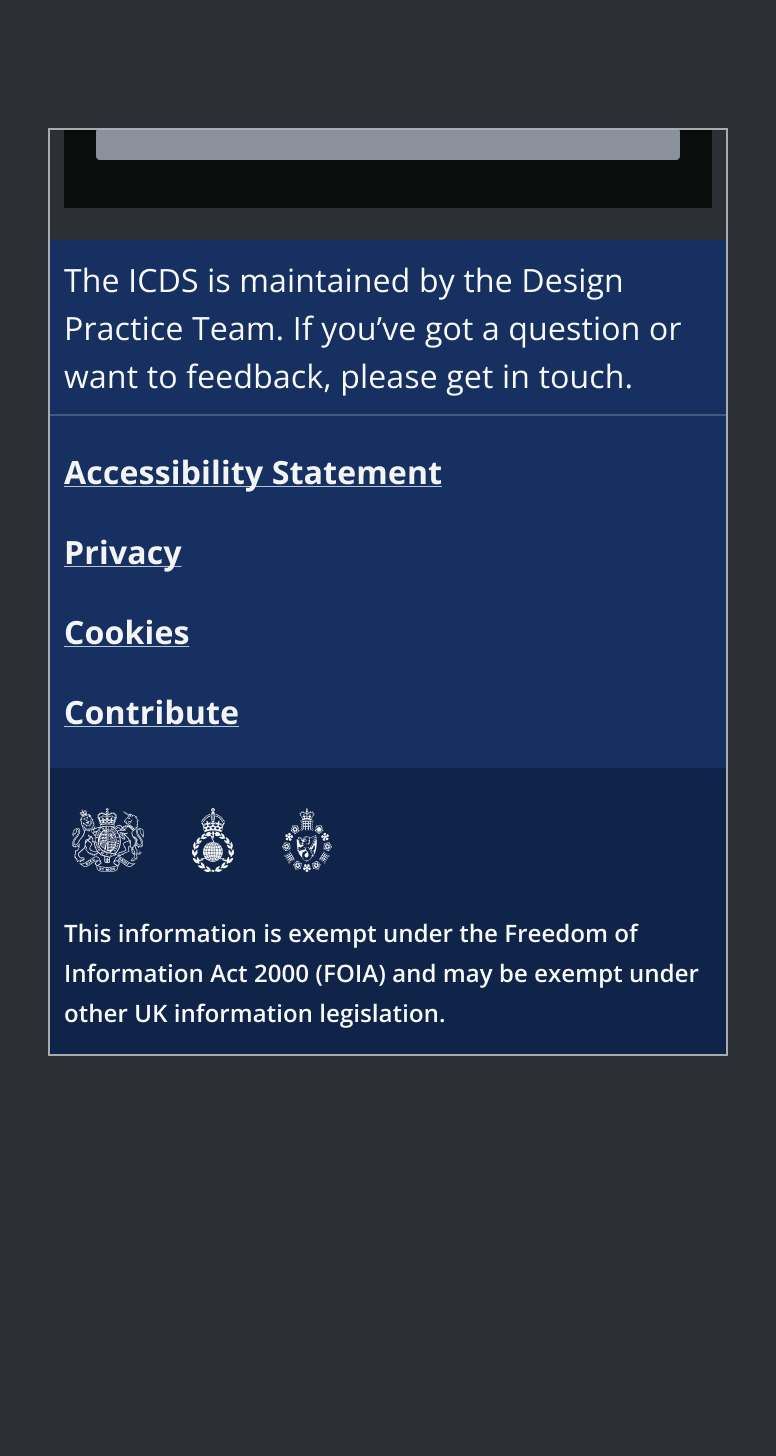 The ICDS is maintained by the Design
Practice Team. If you’ve got a question or
want to feedback, please get in touch.
Accessibility Statement
Privacy
Cookies
Contribute
This information is exempt under the Freedom of
Information Act 2000 (FOIA) and may be exempt under
other UK information legislation.